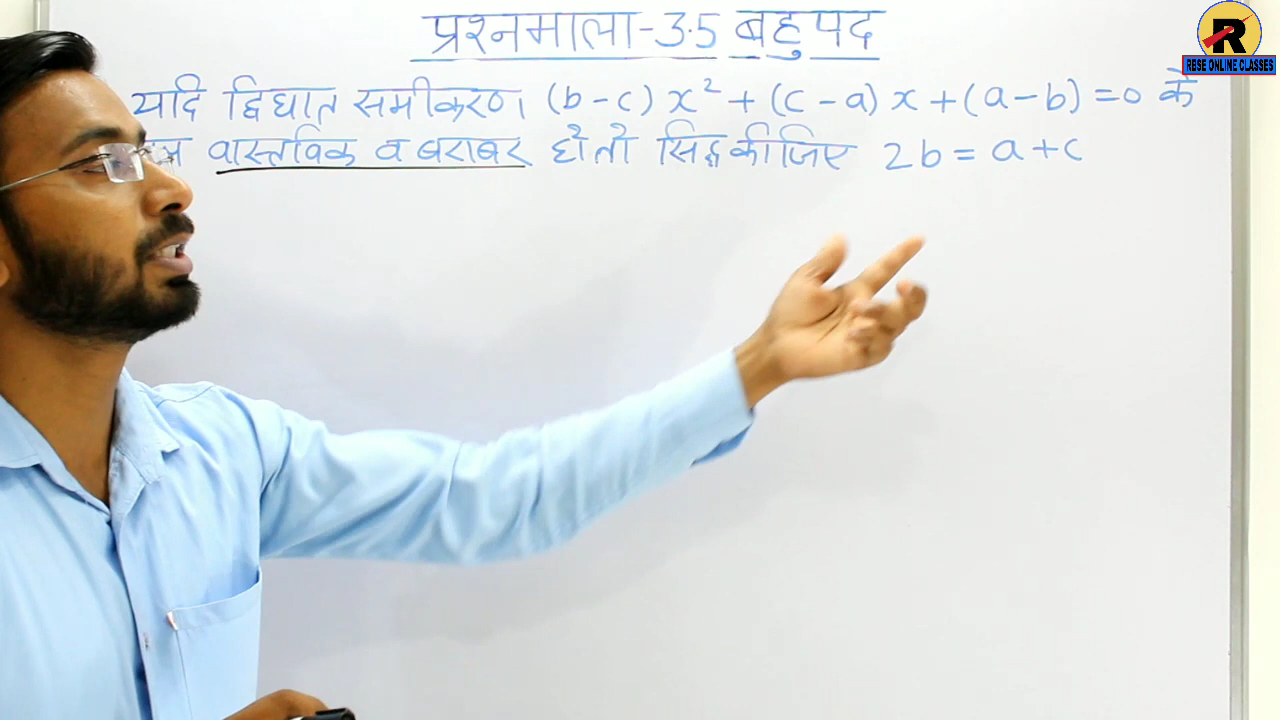 प्रश्नमाला-3.5 बहुपद
R
RESE ONLINE CLASSES
यदि द्विघात समीकरण (b-c) x² + (c-a) x + (a-b) = 0 के
वास्तविक व बराबर हो तो सिद्ध कीजिए 2b = a+c